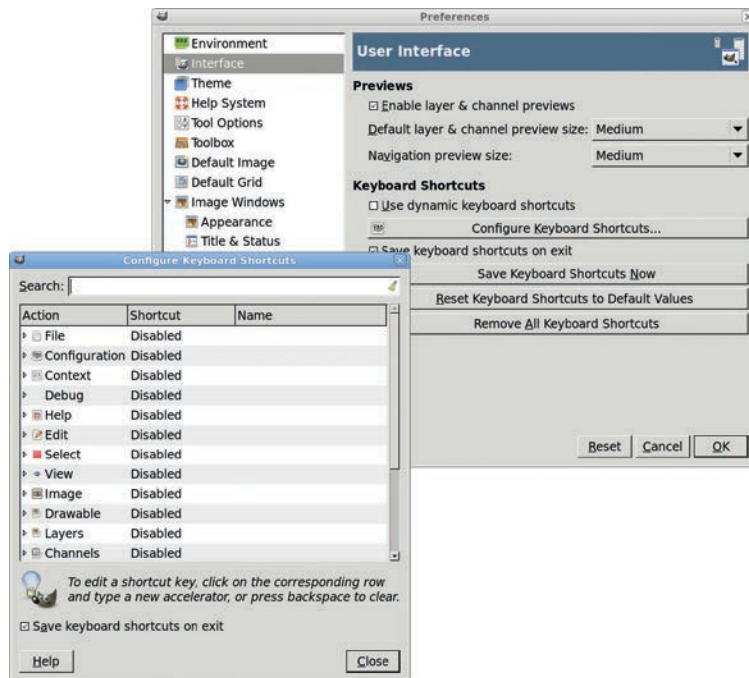 Preferences
Environment
Interface
Theme
Help System
Tool Options
Toolbox
Default Image
Default Grid
Image Windows
Appearance
Title & Status
User Interface
Previews
Enable layer & channel previews
Default layer & channel preview size: Medium
Navigation preview size: Medium
Keyboard Shortcuts
Use dynamic keyboard shortcuts
Configure Keyboard Shortcuts...
Save keyboard shortcuts on exit
Save Keyboard Shortcuts Now
Reset Keyboard Shortcuts to Default Values
Remove All Keyboard Shortcuts
Reset Cancel OK
Configure Keyboard Shortcuts
Search:
Action Shortcut Name
File Disabled
Configuration Disabled
Context Disabled
Debug Disabled
Help Disabled
Edit Disabled
Select Disabled
View Disabled
Image Disabled
Drawable Disabled
Layers Disabled
Channels Disabled
To edit a shortcut key, click on the corresponding row
and type a new accelerator, or press backspace to clear.
Save keyboard shortcuts on exit
Help Close